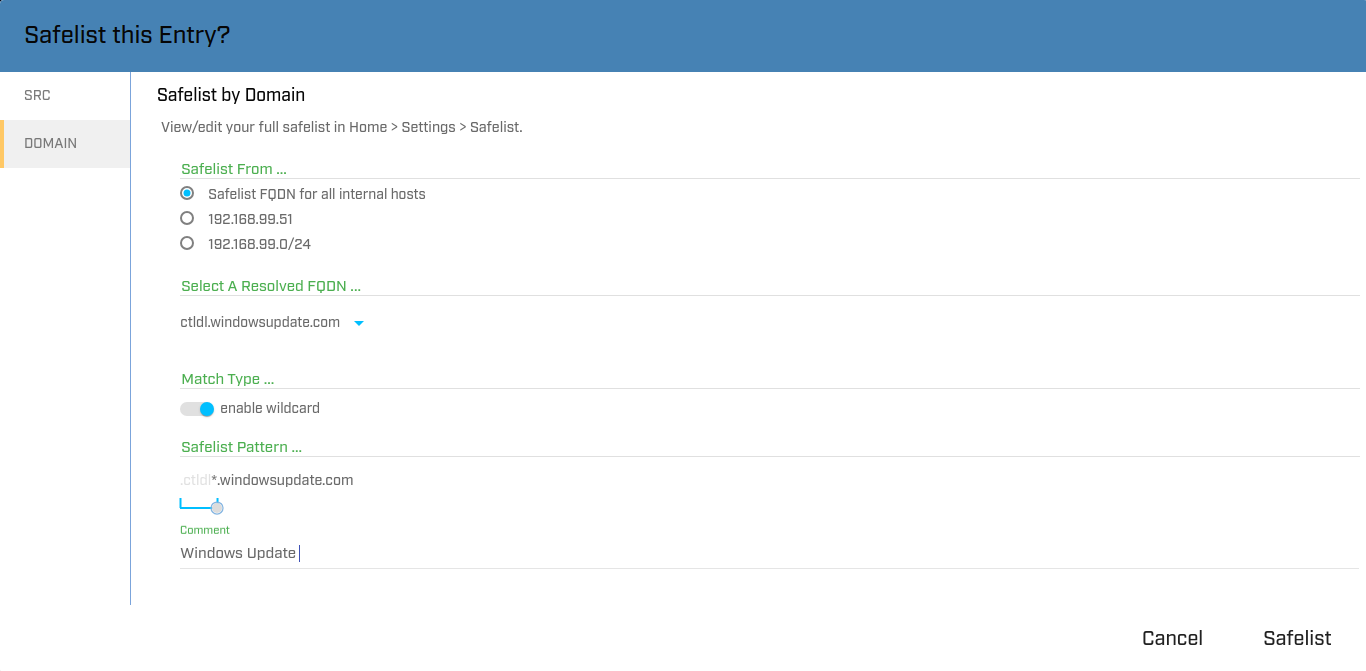 Safelist this Entry?
SRC
DOMAIN
Safelist by Domain
View/edit your full safelist in Home > Settings > Safelist.
Safelist From ...
Safelist FQDN for all internal hosts
192.168.99.51
192.168.99.0/24
Select A Resolved FQDN ...
ctldl.windowsupdate.com
Match Type ...
enable wildcard
Safelist Pattern ...
.ctldl*.windowsupdate.com
Comment
Windows Update
Cancel
Safelist